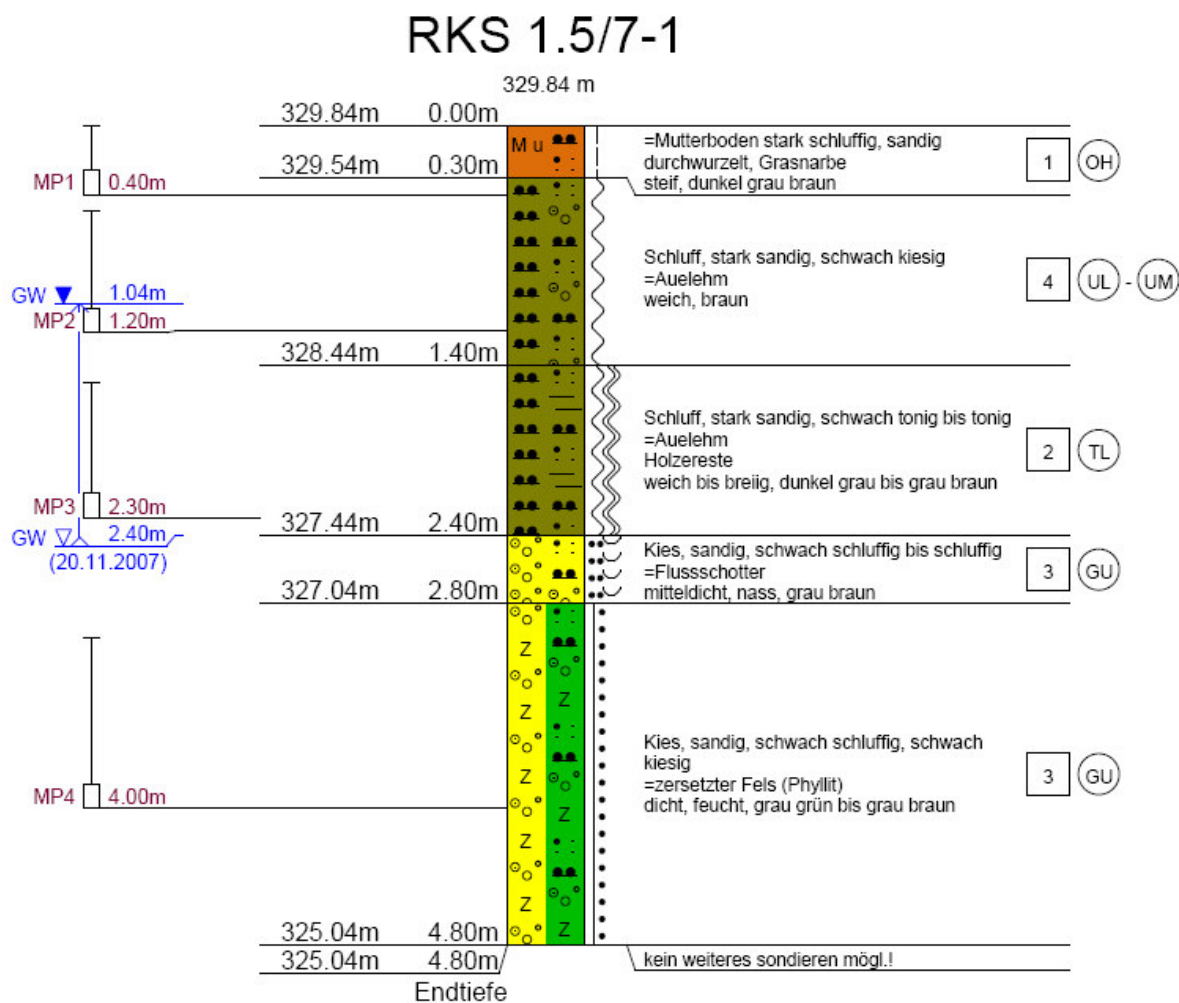 RKS 1.5/7-1
329.84 m
329.84m 0.00m
M u
=Mutterboden stark schluffig, sandig
durchwurzelt, Grasnarbe
steif, dunkel grau braun
1 OH
329.54m 0.30m
MP1 0.40m
Schluff, stark sandig, schwach kiesig
=Auelehm
weich, braun
4 UL - UM
GW 1.04m
MP2 1.20m
328.44m 1.40m
Schluff, stark sandig, schwach tonig bis tonig
=Auelehm
Holzereste
weich bis breiig, dunkel grau bis grau braun
2 TL
MP3 2.30m
327.44m 2.40m
GW 2.40m
(20.11.2007)
Kies, sandig, schwach schluffig bis schluffig
=Flussschotter
mitteldicht, nass, grau braun
3 GU
327.04m 2.80m
Z
Z
Z
Z
Z
Z
Z
Z
Kies, sandig, schwach schluffig, schwach
kiesig
=zersetzter Fels (Phyllit)
dicht, feucht, grau grün bis grau braun
3 GU
MP4 4.00m
325.04m 4.80m
325.04m 4.80m
kein weiteres sondieren mögl.!
Endtiefe